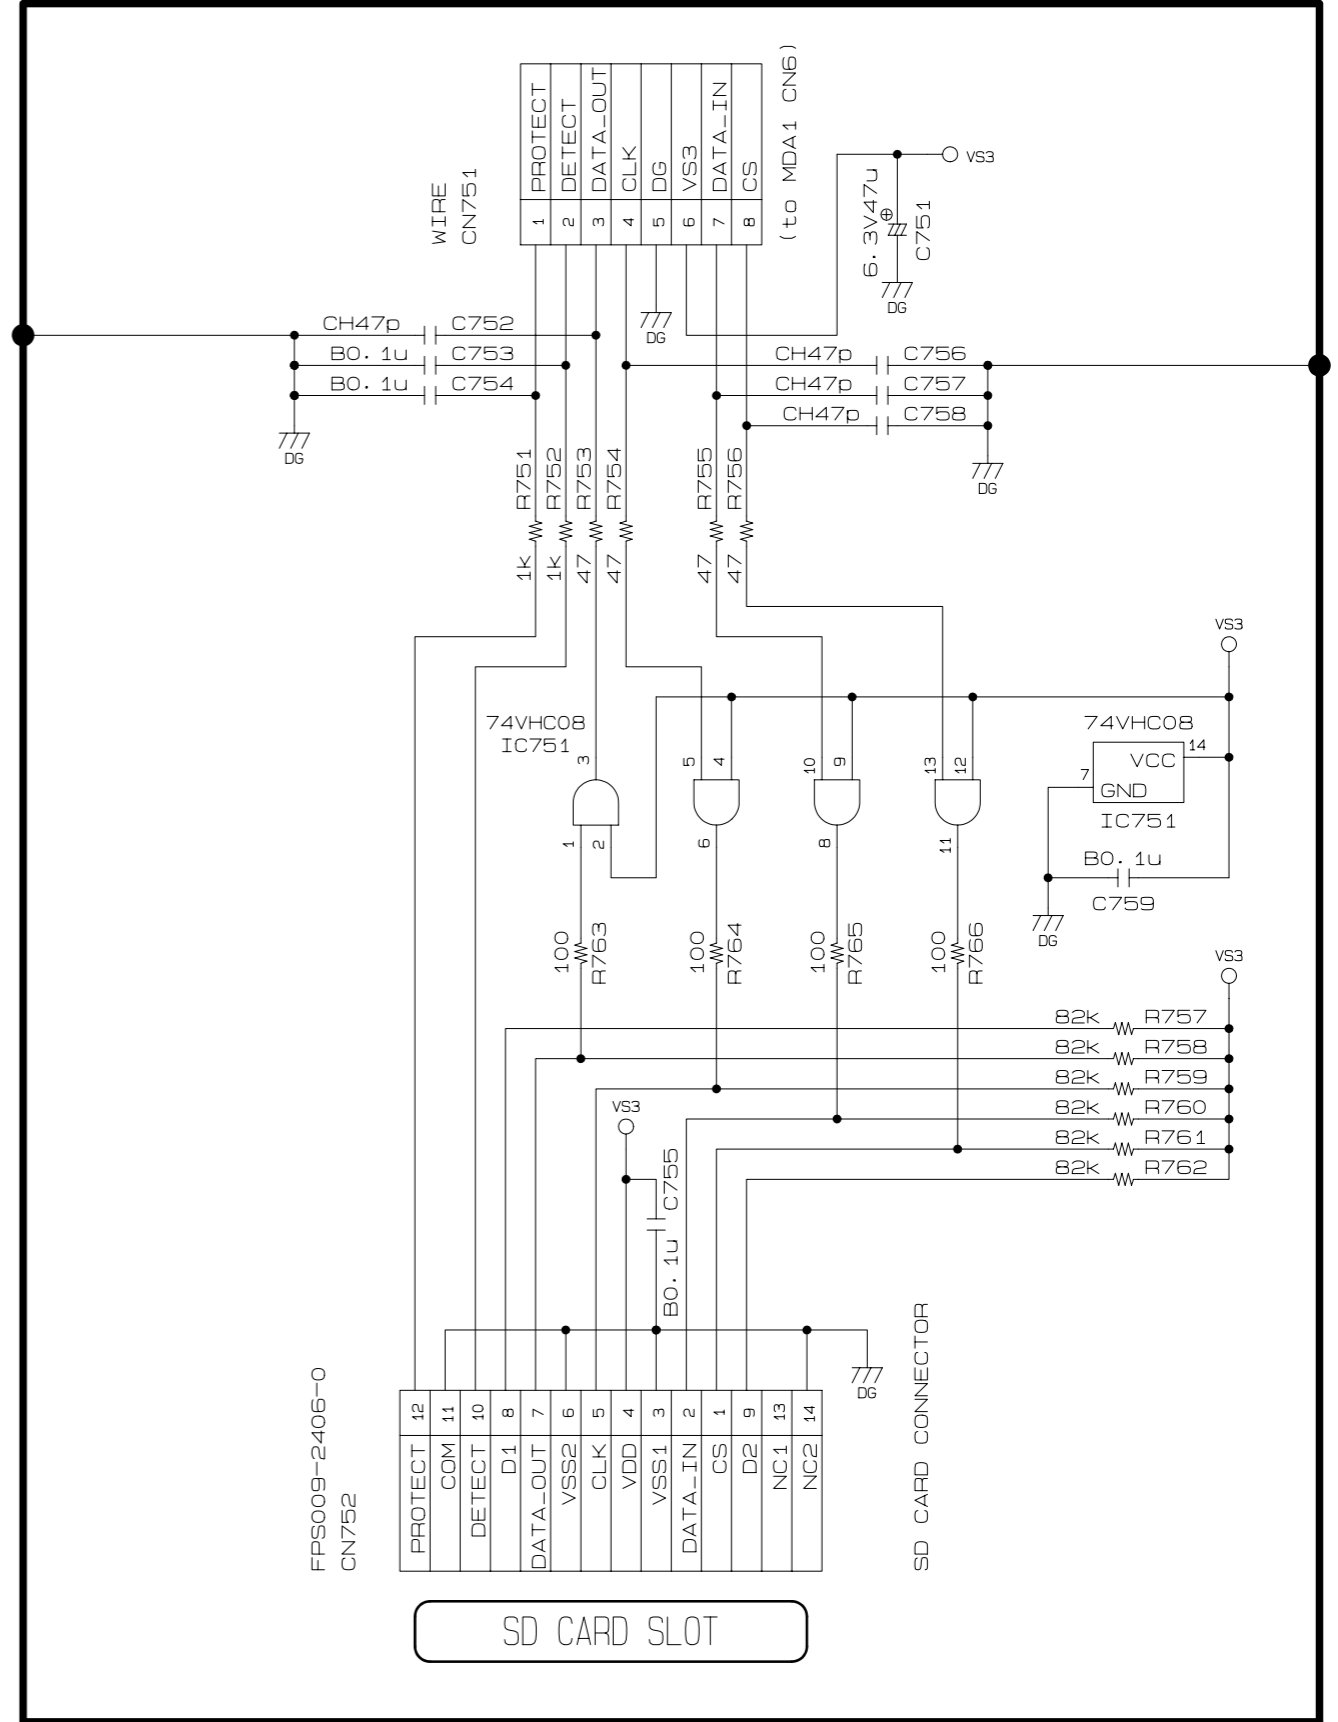 PROTECT
DETECT
DATA_OUT
CLK
DG
VS3
DATA_IN
CS
1
2
3
4
5
6
7
8
WIRE
CN751
(to MDA1 CN6)
VS3
6.3V47u
C751
DG
CH47p C752
B0.1u C753
B0.1u C754
DG
DG
CH47p C756
CH47p C757
CH47p C758
DG
R751
R752
R753
R754
R755
R756
1k
1k
47
47
47
47
VS3
74VHC08
IC751
3
1
2
5
4
6
10
9
8
13
12
11
74VHC08
14
VCC
7
GND
IC751
B0.1u
C759
DG
100
R763
100
R764
100
R765
100
R766
VS3
82k R757
82k R758
82k R759
82k R760
82k R761
82k R762
VS3
C755
B0.1u
DG
FPS009-2406-0
CN752
12
11
10
8
7
6
5
4
3
2
1
9
13
14
PROTECT
COM
DETECT
D1
DATA_OUT
VSS2
CLK
VDD
VSS1
DATA_IN
CS
D2
NC1
NC2
SD CARD CONNECTOR
SD CARD SLOT